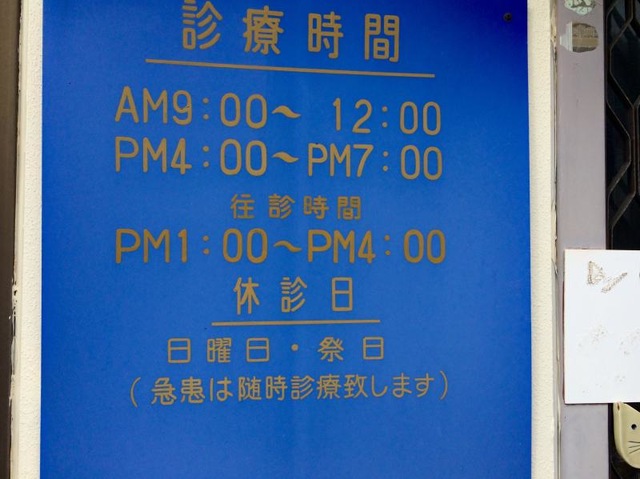 診療時間
AM9:00～ 12:00
PM4:00～PM7:00
往診時間
PM1:00～PM4:00
休診日
日曜日・祭日
(急患は随時診療致します)